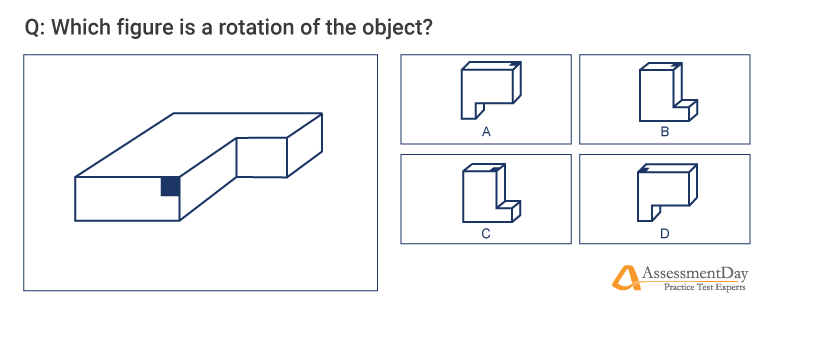 Q: Which figure is a rotation of the object?
A
B
C
D
AssessmentDay
Practice Test Experts